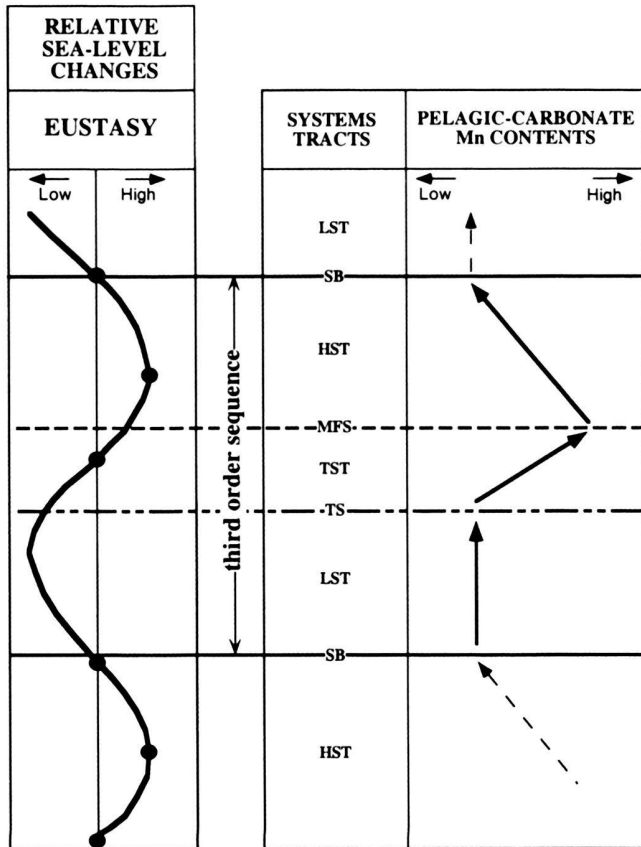 RELATIVE
SEA-LEVEL
CHANGES
EUSTASY
SYSTEMS
TRACTS
PELAGIC-CARBONATE
Mn CONTENTS
Low
High
Low
High
LST
SB
HST
MFS
TST
TS
LST
SB
HST
third order sequence